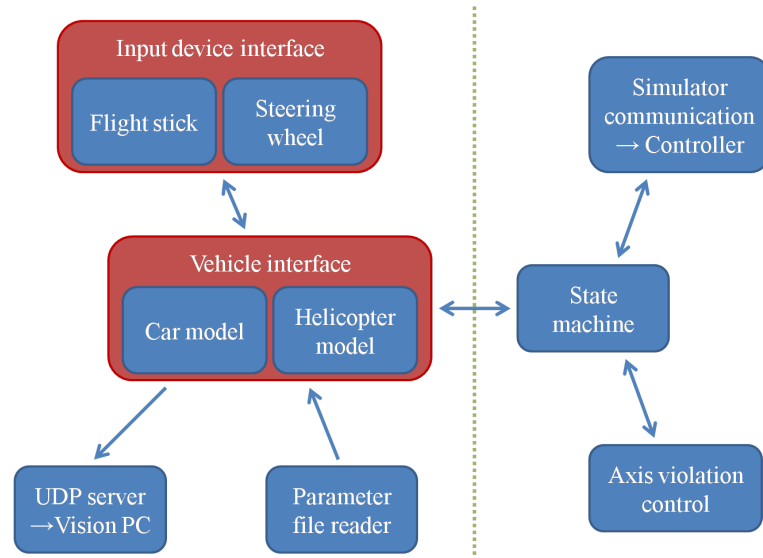 Input device interface
Flight stick
Steering
wheel
Vehicle interface
Car model
Helicopter
model
UDP server
→Vision PC
Parameter
file reader
Simulator
communication
→ Controller
State
machine
Axis violation
control